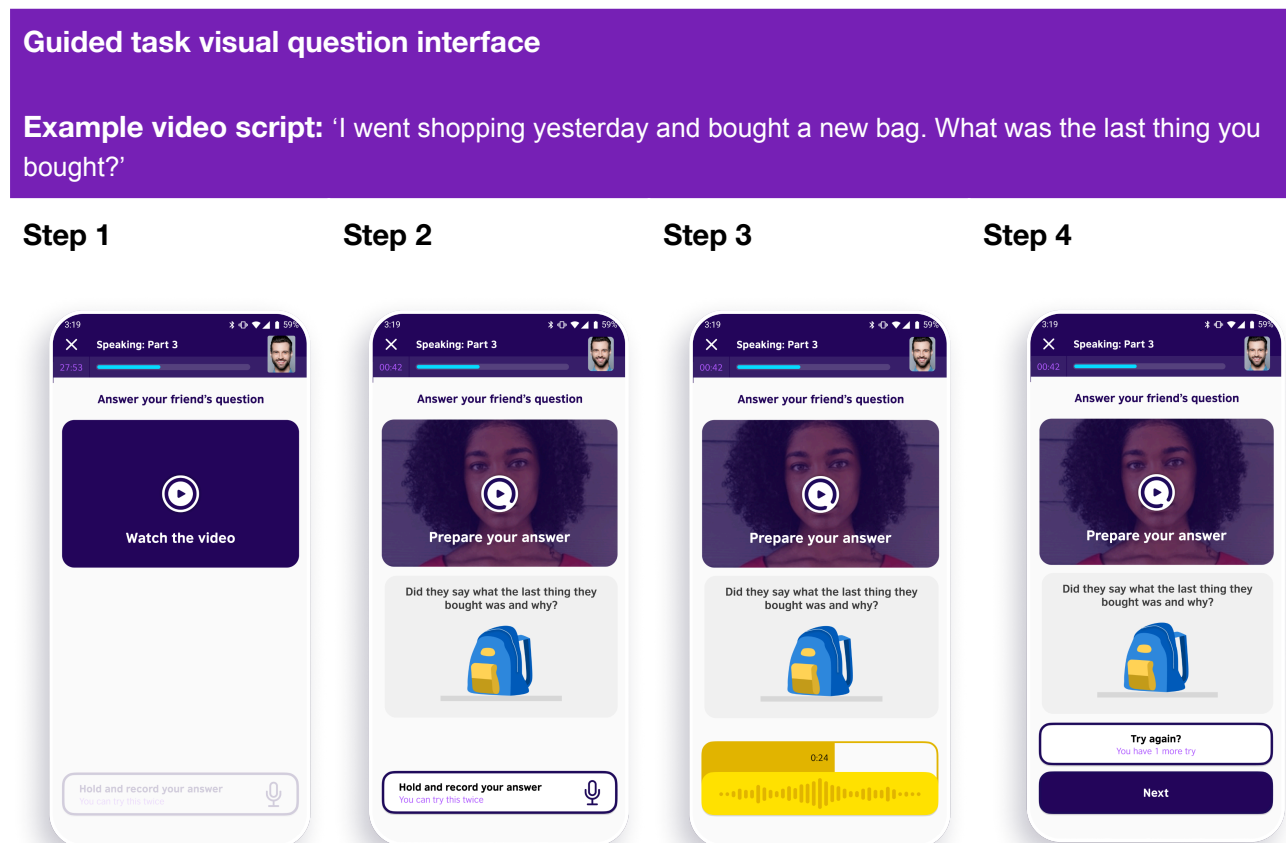 Guided task visual question interface
Example video script: ‘I went shopping yesterday and bought a new bag. What was the last thing you
bought?’
Step 1
Step 2
Step 3
Step 4
3:19
59%
Speaking: Part 3
27:53
Answer your friend’s question
Watch the video
Hold and record your answer
You can try this twice
3:19
59%
Speaking: Part 3
00:42
Answer your friend’s question
Prepare your answer
Did they say what the last thing they
bought was and why?
Hold and record your answer
You can try this twice
3:19
59%
Speaking: Part 3
00:42
Answer your friend’s question
Prepare your answer
Did they say what the last thing they
bought was and why?
0:24
3:19
59%
Speaking: Part 3
00:42
Answer your friend’s question
Prepare your answer
Did they say what the last thing they
bought was and why?
Try again?
You have 1 more try
Next